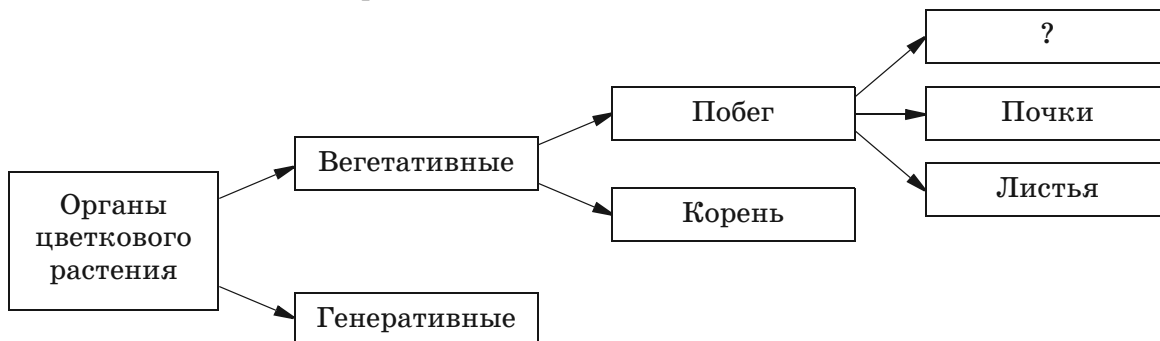 ?
Побег
Почки
Вегетативные
Листья
Органы
цветкового
растения
Корень
Генеративные